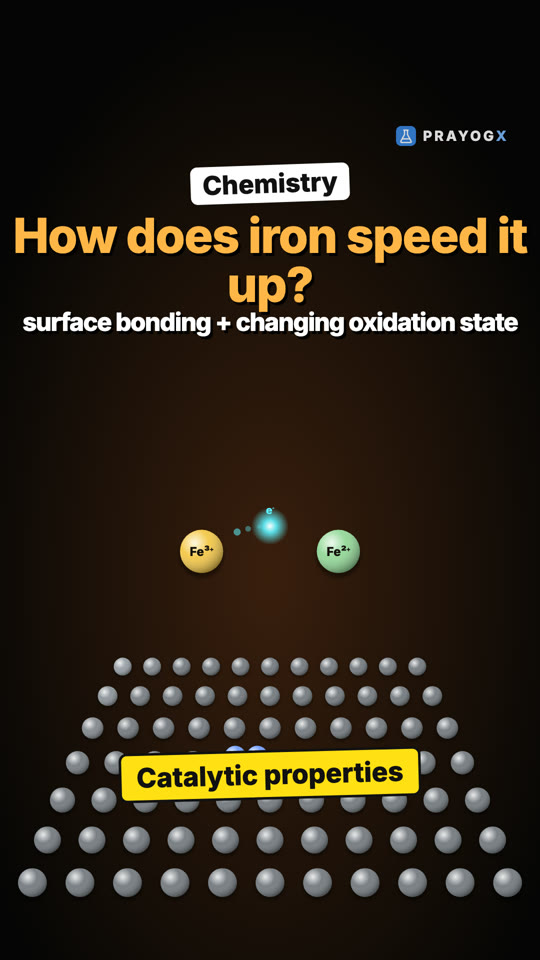 PRAYOGX
Chemistry
How does iron speed it
up?
surface bonding + changing oxidation state
e⁻
Fe³⁺
Fe²⁺
Catalytic properties